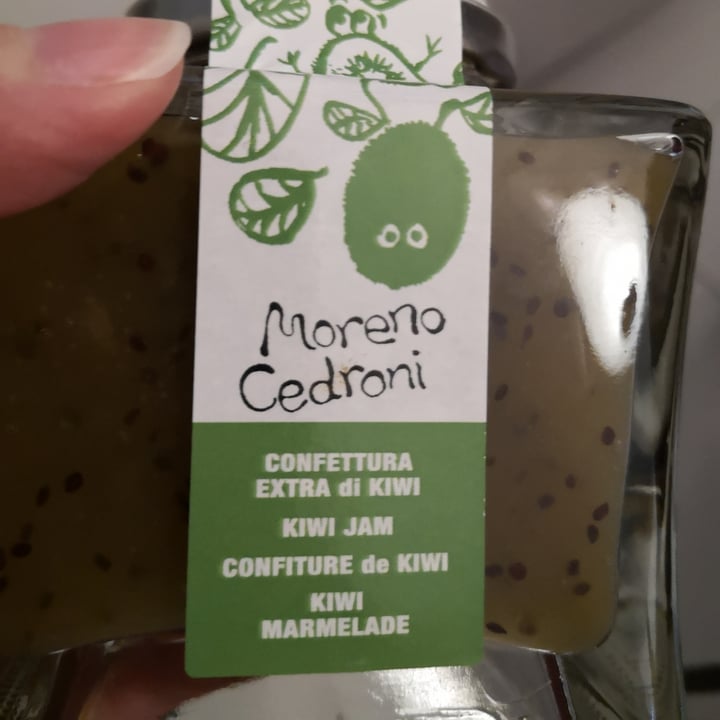 Moreno
Cedroni
CONFETTURA
EXTRA di KIWI
KIWI JAM
CONFITURE de KIWI
KIWI
MARMELADE